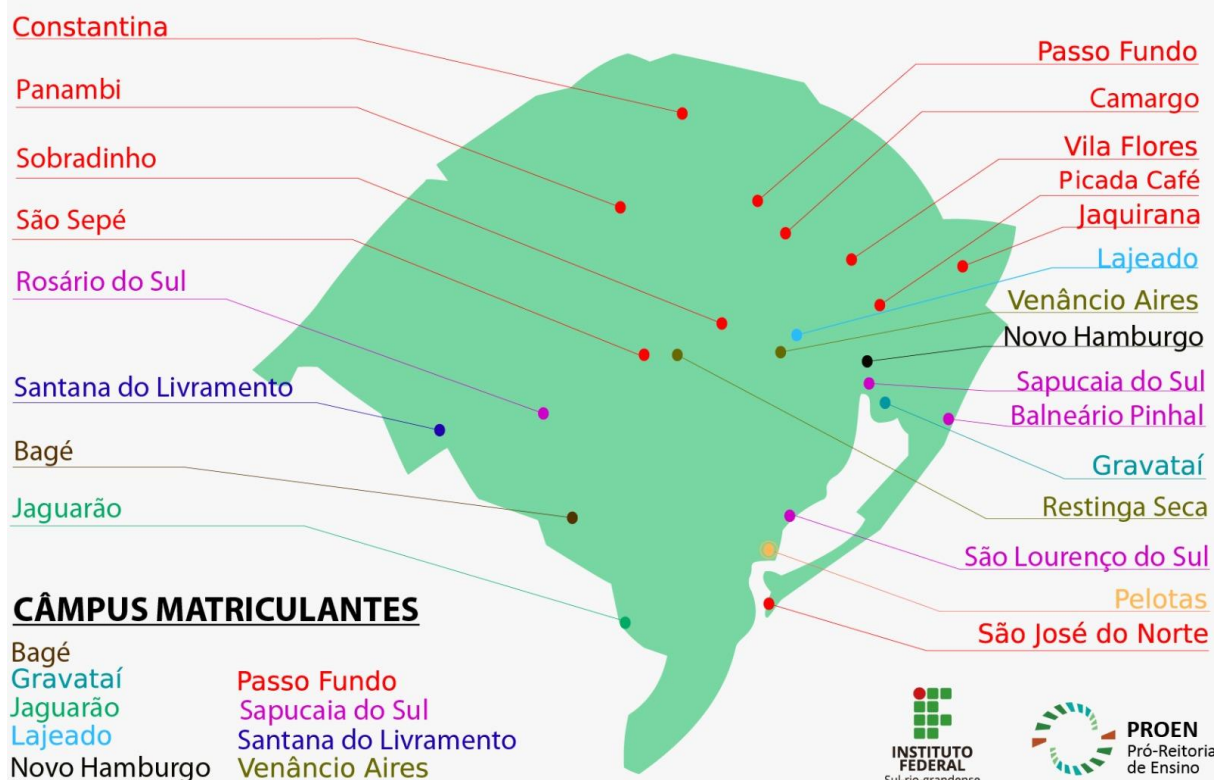 Constantina
Panambi
Sobradinho
São Sepé
Rosário do Sul
Santana do Livramento
Bagé
Jaguarão
Passo Fundo
Camargo
Vila Flores
Picada Café
Jaquirana
Lajeado
Venâncio Aires
Novo Hamburgo
Sapucaia do Sul
Balneário Pinhal
Gravataí
Restinga Seca
São Lourenço do Sul
Pelotas
São José do Norte
CÂMPUS MATRICULANTES
Bagé
Gravataí
Jaguarão
Lajeado
Novo Hamburgo
Passo Fundo
Sapucaia do Sul
Santana do Livramento
Venâncio Aires
INSTITUTO
FEDERAL
Sul-rio-grandense
PROEN
Pró-Reitoria
de Ensino